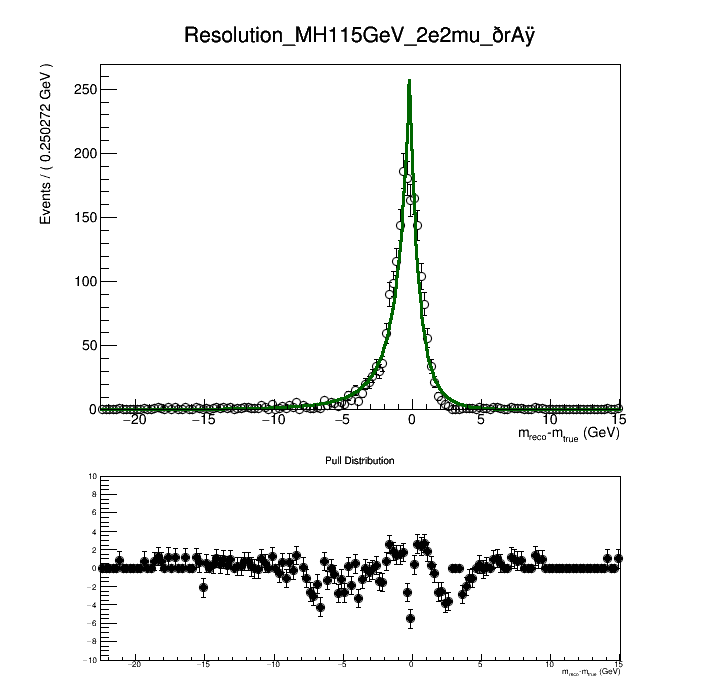 Resolution_MH115GeV_2e2mu_ðrAÿ
Events / ( 0.250272 GeV )
250
200
150
100
50
0
−20 −15 −10 −5 0 5 10 15
m_reco-m_true (GeV)
Pull Distribution
10
8
6
4
2
0
−2
−4
−6
−8
−10
−20 −15 −10 −5 0 5 10 15
m_reco-m_true (GeV)